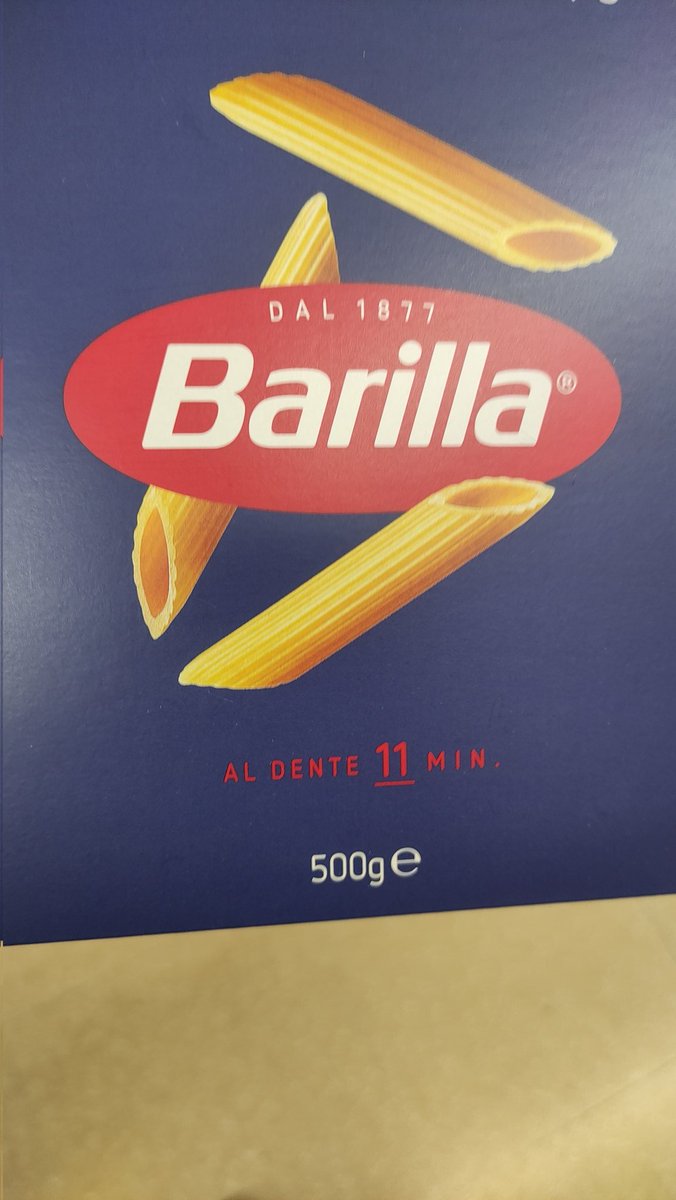 DAL 1877
Barilla®
AL DENTE 11 MIN.
500g ℮